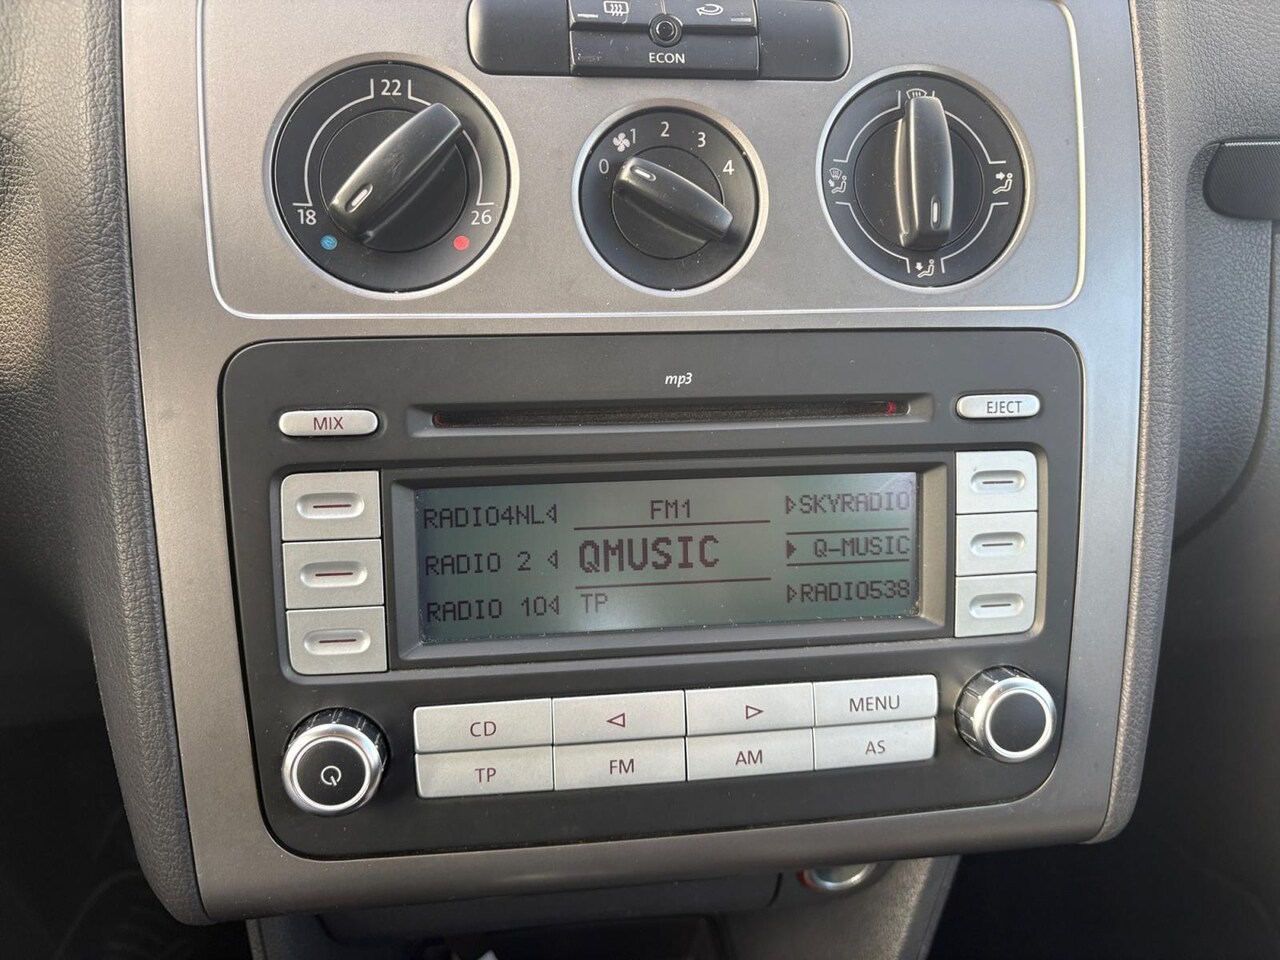 ECON
22
18
26
0
1
2
3
4
mp3
MIX
EJECT
RADIO4NL
FM1
SKYRADIO
RADIO 2
QMUSIC
Q-MUSIC
RADIO 10
TP
RADIO538
CD
MENU
TP
FM
AM
AS